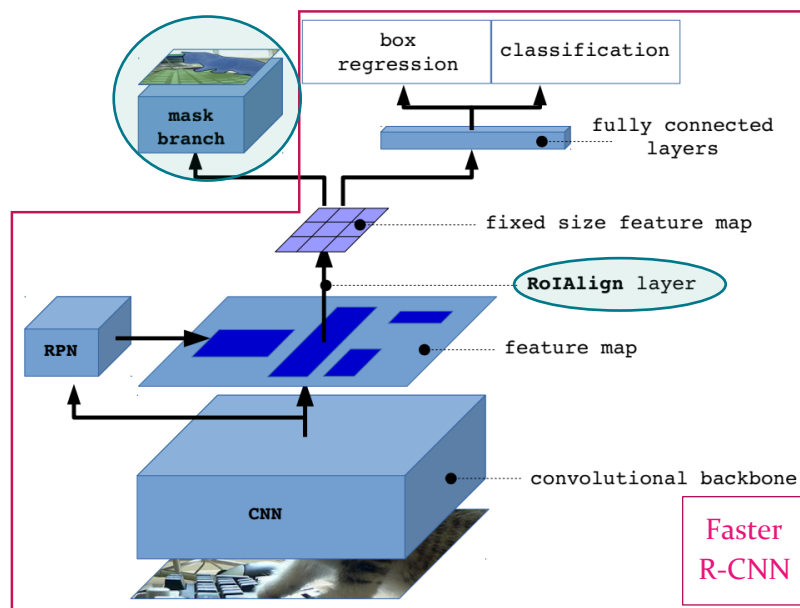 box
regression
classification
mask
branch
fully connected
layers
fixed size feature map
RoIAlign layer
RPN
feature map
convolutional backbone
CNN
Faster
R-CNN